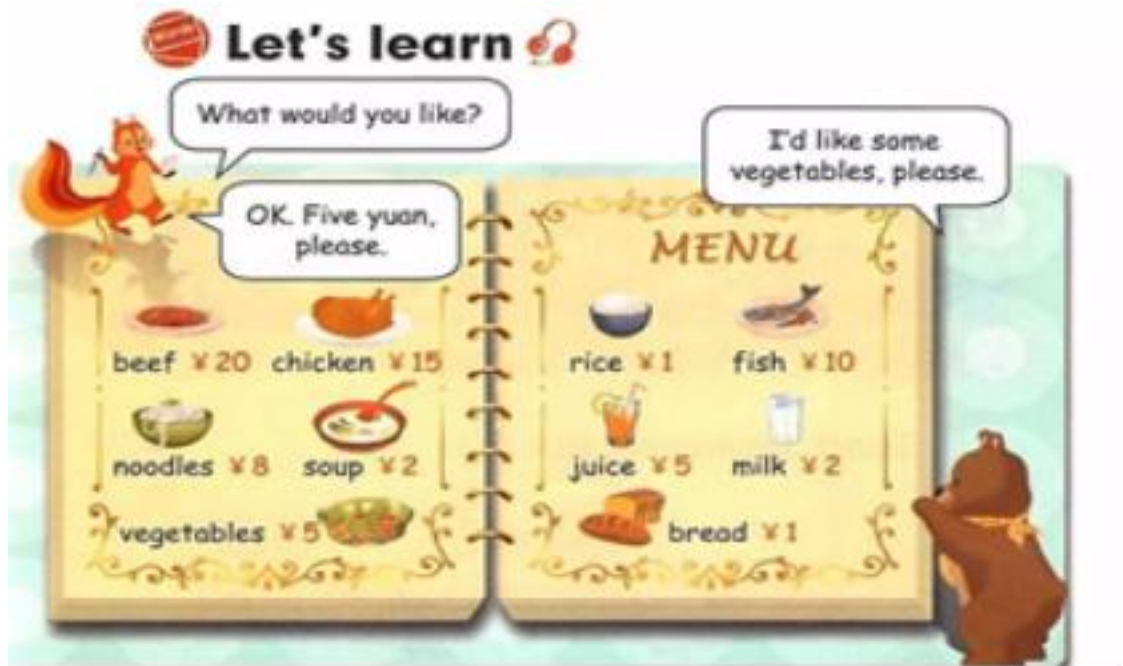 Let's learn
What would you like?
I'd like some
vegetables, please.
OK. Five yuan,
please.
MENU
beef ¥20 chicken ¥15
noodles ¥8 soup ¥2
vegetables ¥5
rice ¥1 fish ¥10
juice ¥5 milk ¥2
bread ¥1